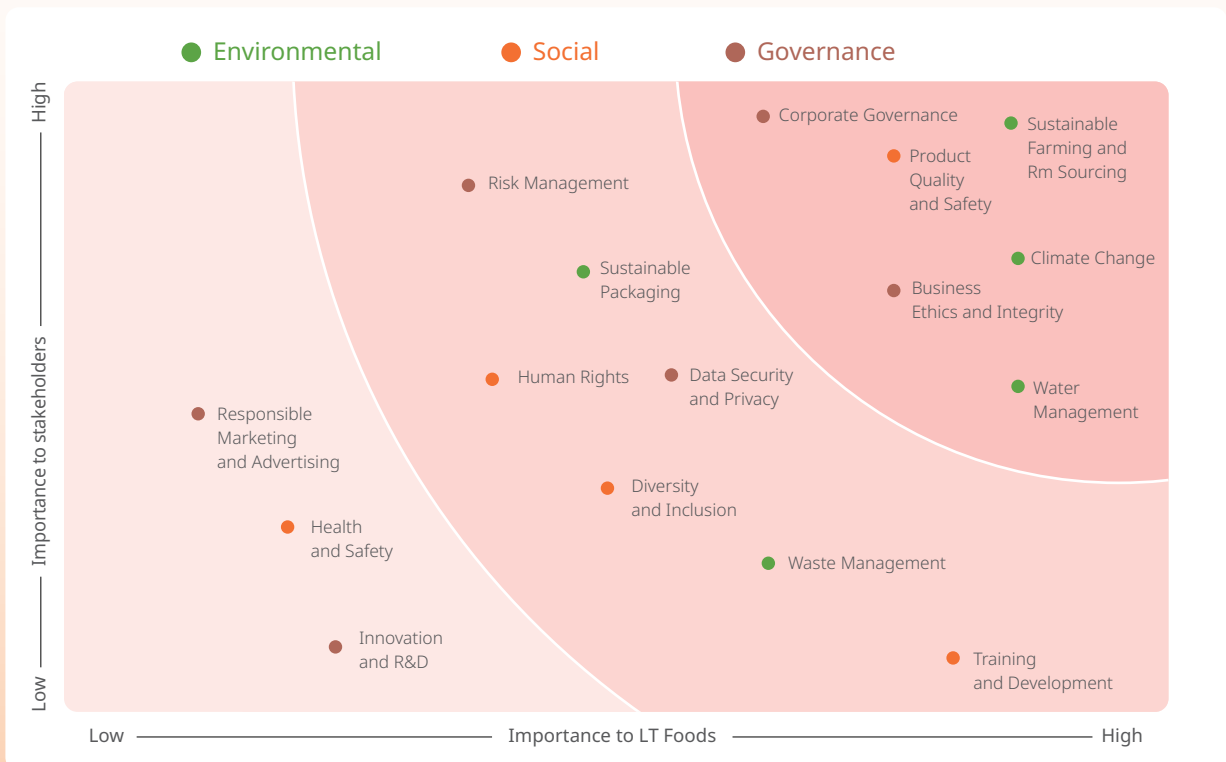 Environmental
Social
Governance
High
Importance to stakeholders
Low
Corporate Governance
Sustainable
Farming and
Rm Sourcing
Product
Quality
and Safety
Risk Management
Climate Change
Sustainable
Packaging
Business
Ethics and Integrity
Human Rights
Data Security
and Privacy
Water
Management
Responsible
Marketing
and Advertising
Diversity
and Inclusion
Health
and Safety
Waste Management
Innovation
and R&D
Training
and Development
Low
Importance to LT Foods
High